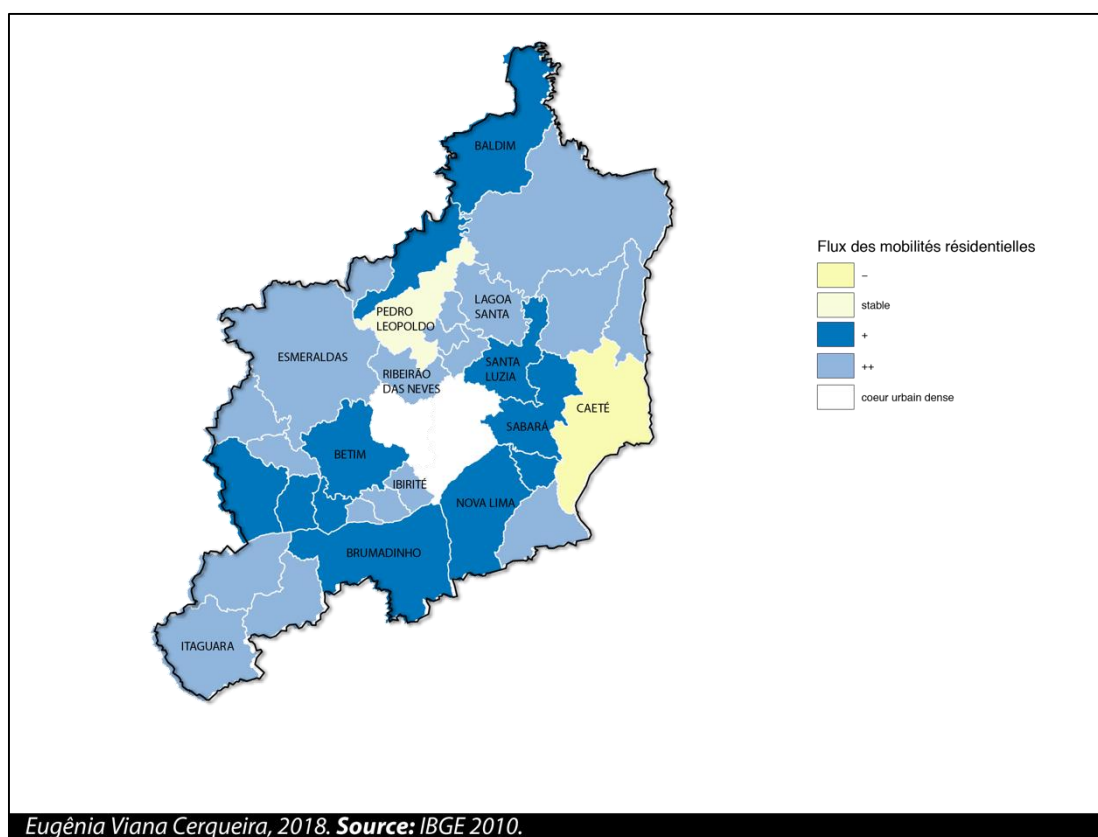 BALDIM
LAGOA
SANTA
PEDRO
LEOPOLDO
ESMERALDAS
RIBEIRÃO
DAS NEVES
SANTA
LUZIA
CAETÉ
SABARÁ
BETIM
IBIRITÉ
NOVA LIMA
BRUMADINHO
ITAGUARA
Flux des mobilités résidentielles
–
stable
+
++
coeur urbain dense
Eugênia Viana Cerqueira, 2018. Source: IBGE 2010.